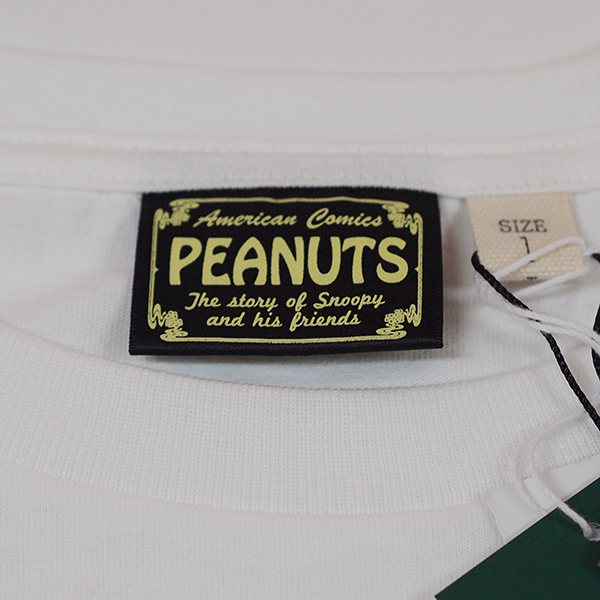 American Comics
PEANUTS
The story of Snoopy
and his friends
SIZE
1